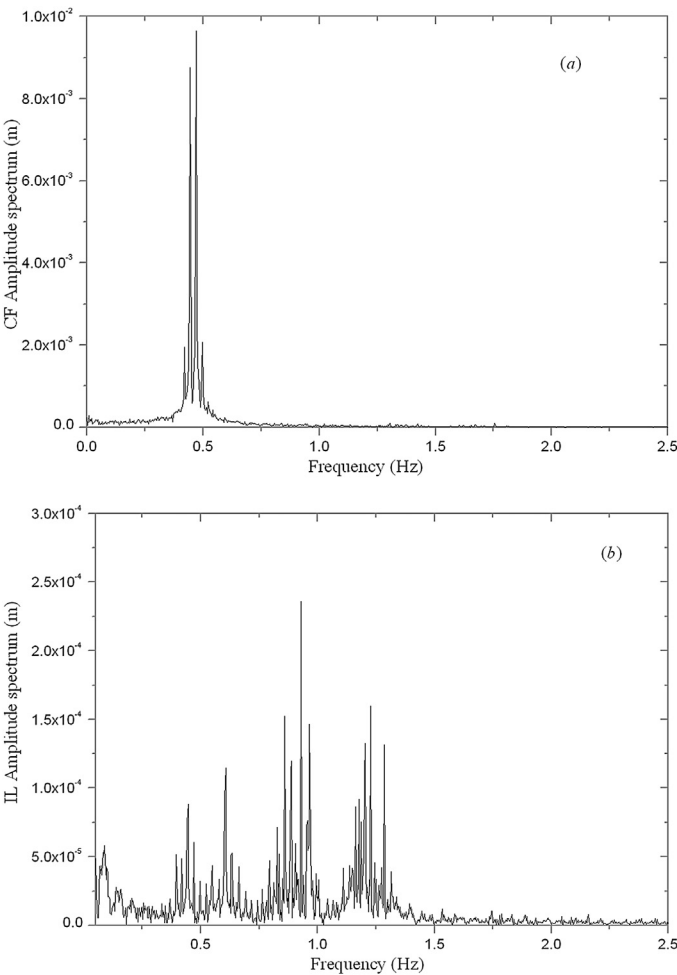 1.0x10⁻²
(a)
8.0x10⁻³
6.0x10⁻³
4.0x10⁻³
2.0x10⁻³
0.0
CF Amplitude spectrum (m)
0.0 0.5 1.0 1.5 2.0 2.5
Frequency (Hz)
3.0x10⁻⁴
(b)
2.5x10⁻⁴
2.0x10⁻⁴
1.5x10⁻⁴
1.0x10⁻⁴
5.0x10⁻⁵
0.0
IL Amplitude spectrum (m)
0.5 1.0 1.5 2.0 2.5
Frequency (Hz)